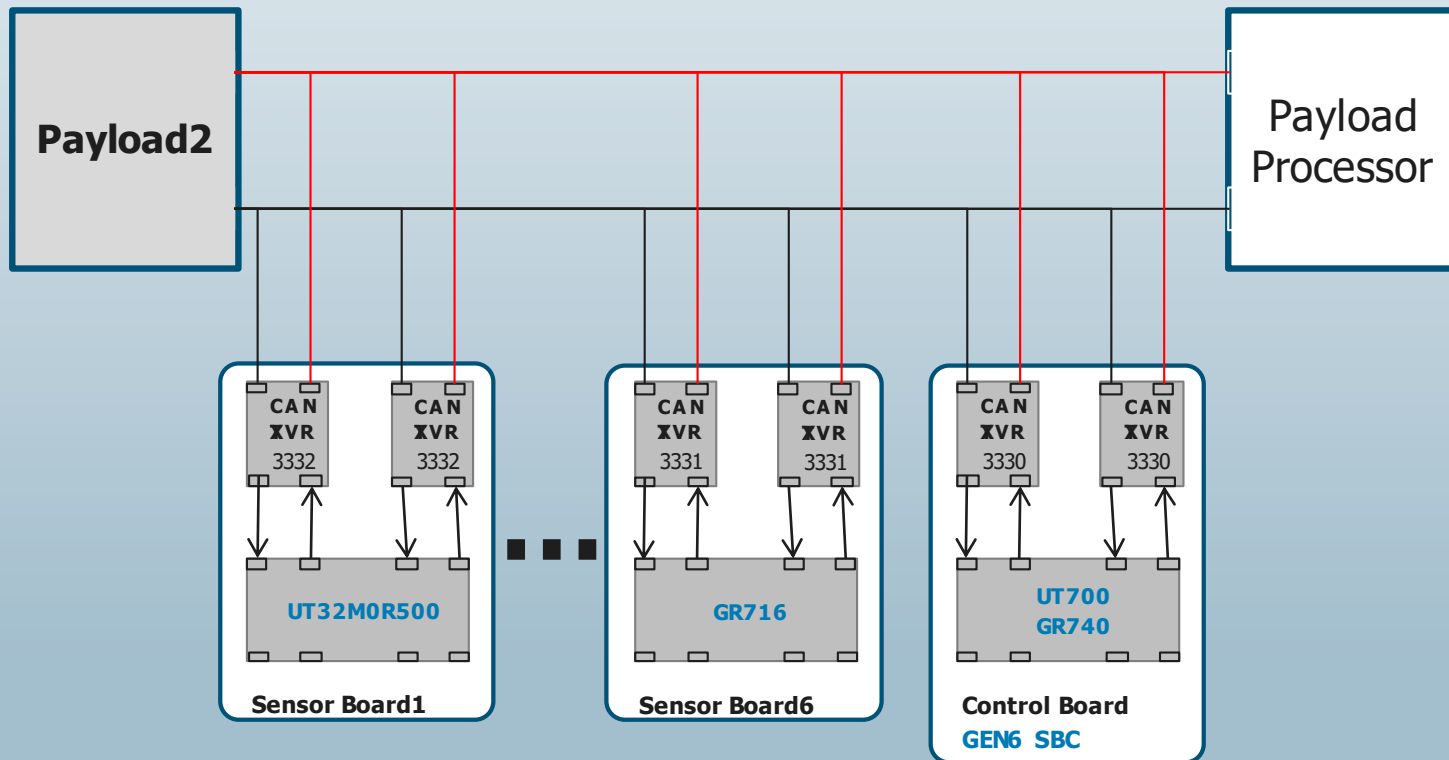 Payload2
Payload
Processor
CAN
XVR
3332
CAN
XVR
3332
CAN
XVR
3331
CAN
XVR
3331
CAN
XVR
3330
CAN
XVR
3330
UT32M0R500
GR716
UT700
GR740
Sensor Board1
Sensor Board6
Control Board
GEN6 SBC